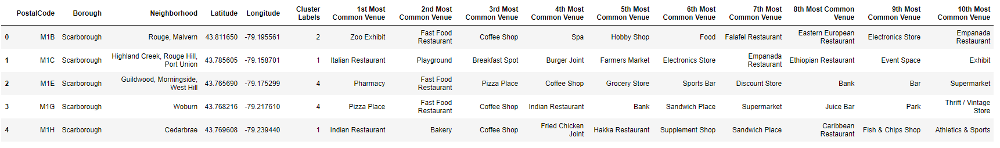 PostalCode Borough Neighborhood Latitude Longitude Cluster Labels 1st Most Common Venue 2nd Most Common Venue 3rd Most Common Venue 4th Most Common Venue 5th Most Common Venue 6th Most Common Venue 7th Most Common Venue 8th Most Common Venue 9th Most Common Venue 10th Most Common Venue
0 M1B Scarborough Rouge, Malvern 43.811650 -79.195561 2 Zoo Exhibit Fast Food Restaurant Coffee Shop Spa Hobby Shop Food Falafel Restaurant Eastern European Restaurant Electronics Store Empanada Restaurant
1 M1C Scarborough Highland Creek, Rouge Hill, Port Union 43.785605 -79.158701 1 Italian Restaurant Playground Breakfast Spot Burger Joint Farmers Market Electronics Store Empanada Restaurant Ethiopian Restaurant Event Space Exhibit
2 M1E Scarborough Guildwood, Morningside, West Hill 43.765690 -79.175299 4 Pharmacy Fast Food Restaurant Pizza Place Coffee Shop Grocery Store Sports Bar Discount Store Bank Bar Supermarket
3 M1G Scarborough Woburn 43.768216 -79.217610 4 Pizza Place Fast Food Restaurant Coffee Shop Indian Restaurant Bank Sandwich Place Supermarket Juice Bar Park Thrift / Vintage Store
4 M1H Scarborough Cedarbrae 43.769608 -79.239440 1 Indian Restaurant Bakery Coffee Shop Fried Chicken Joint Hakka Restaurant Supplement Shop Sandwich Place Caribbean Restaurant Fish & Chips Shop Athletics & Sports